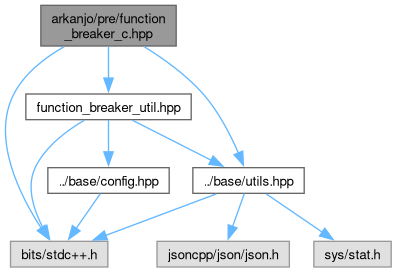 arkanjo/pre/function
_breaker_c.hpp
function_breaker_util.hpp
../base/config.hpp
../base/utils.hpp
bits/stdc++.h
jsoncpp/json/json.h
sys/stat.h